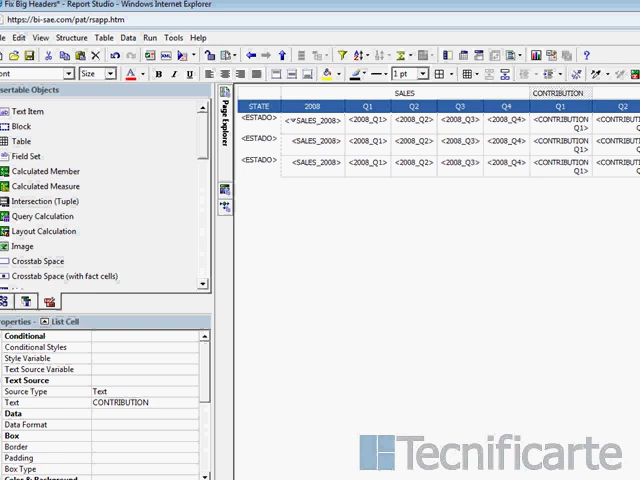 Fix Big Headers" - Report Studio - Windows Internet Explorer
https://bi-sae.com/pat/rsapp.htm
Edit View Structure Table Data Run Tools Help
ont Size A B I U 1 pt
sertable Objects
Text Item
Block
Table
Field Set
Calculated Member
Calculated Measure
Intersection (Tuple)
Query Calculation
Layout Calculation
Image
Crosstab Space
Crosstab Space (with fact cells)
roperties - List Cell
Conditional
Conditional Styles
Style Variable
Text Source Variable
Text Source
Source Type Text
Text CONTRIBUTION
Data
Data Format
Box
Border
Padding
Box Type
Color & Background
Page Explorer
SALES CONTRIBUTION
STATE 2008 Q1 Q2 Q3 Q4 Q1 Q2
<ESTADO> <SALES_2008> <2008_Q1> <2008_Q2> <2008_Q3> <2008_Q4> <CONTRIBUTION Q1> <CONTRIBUTIO
<ESTADO> <SALES_2008> <2008_Q1> <2008_Q2> <2008_Q3> <2008_Q4> <CONTRIBUTION Q1> <CONTRIBUTIO
<ESTADO> <SALES_2008> <2008_Q1> <2008_Q2> <2008_Q3> <2008_Q4> <CONTRIBUTION Q1> <CONTRIBUTIO
Tecnificarte